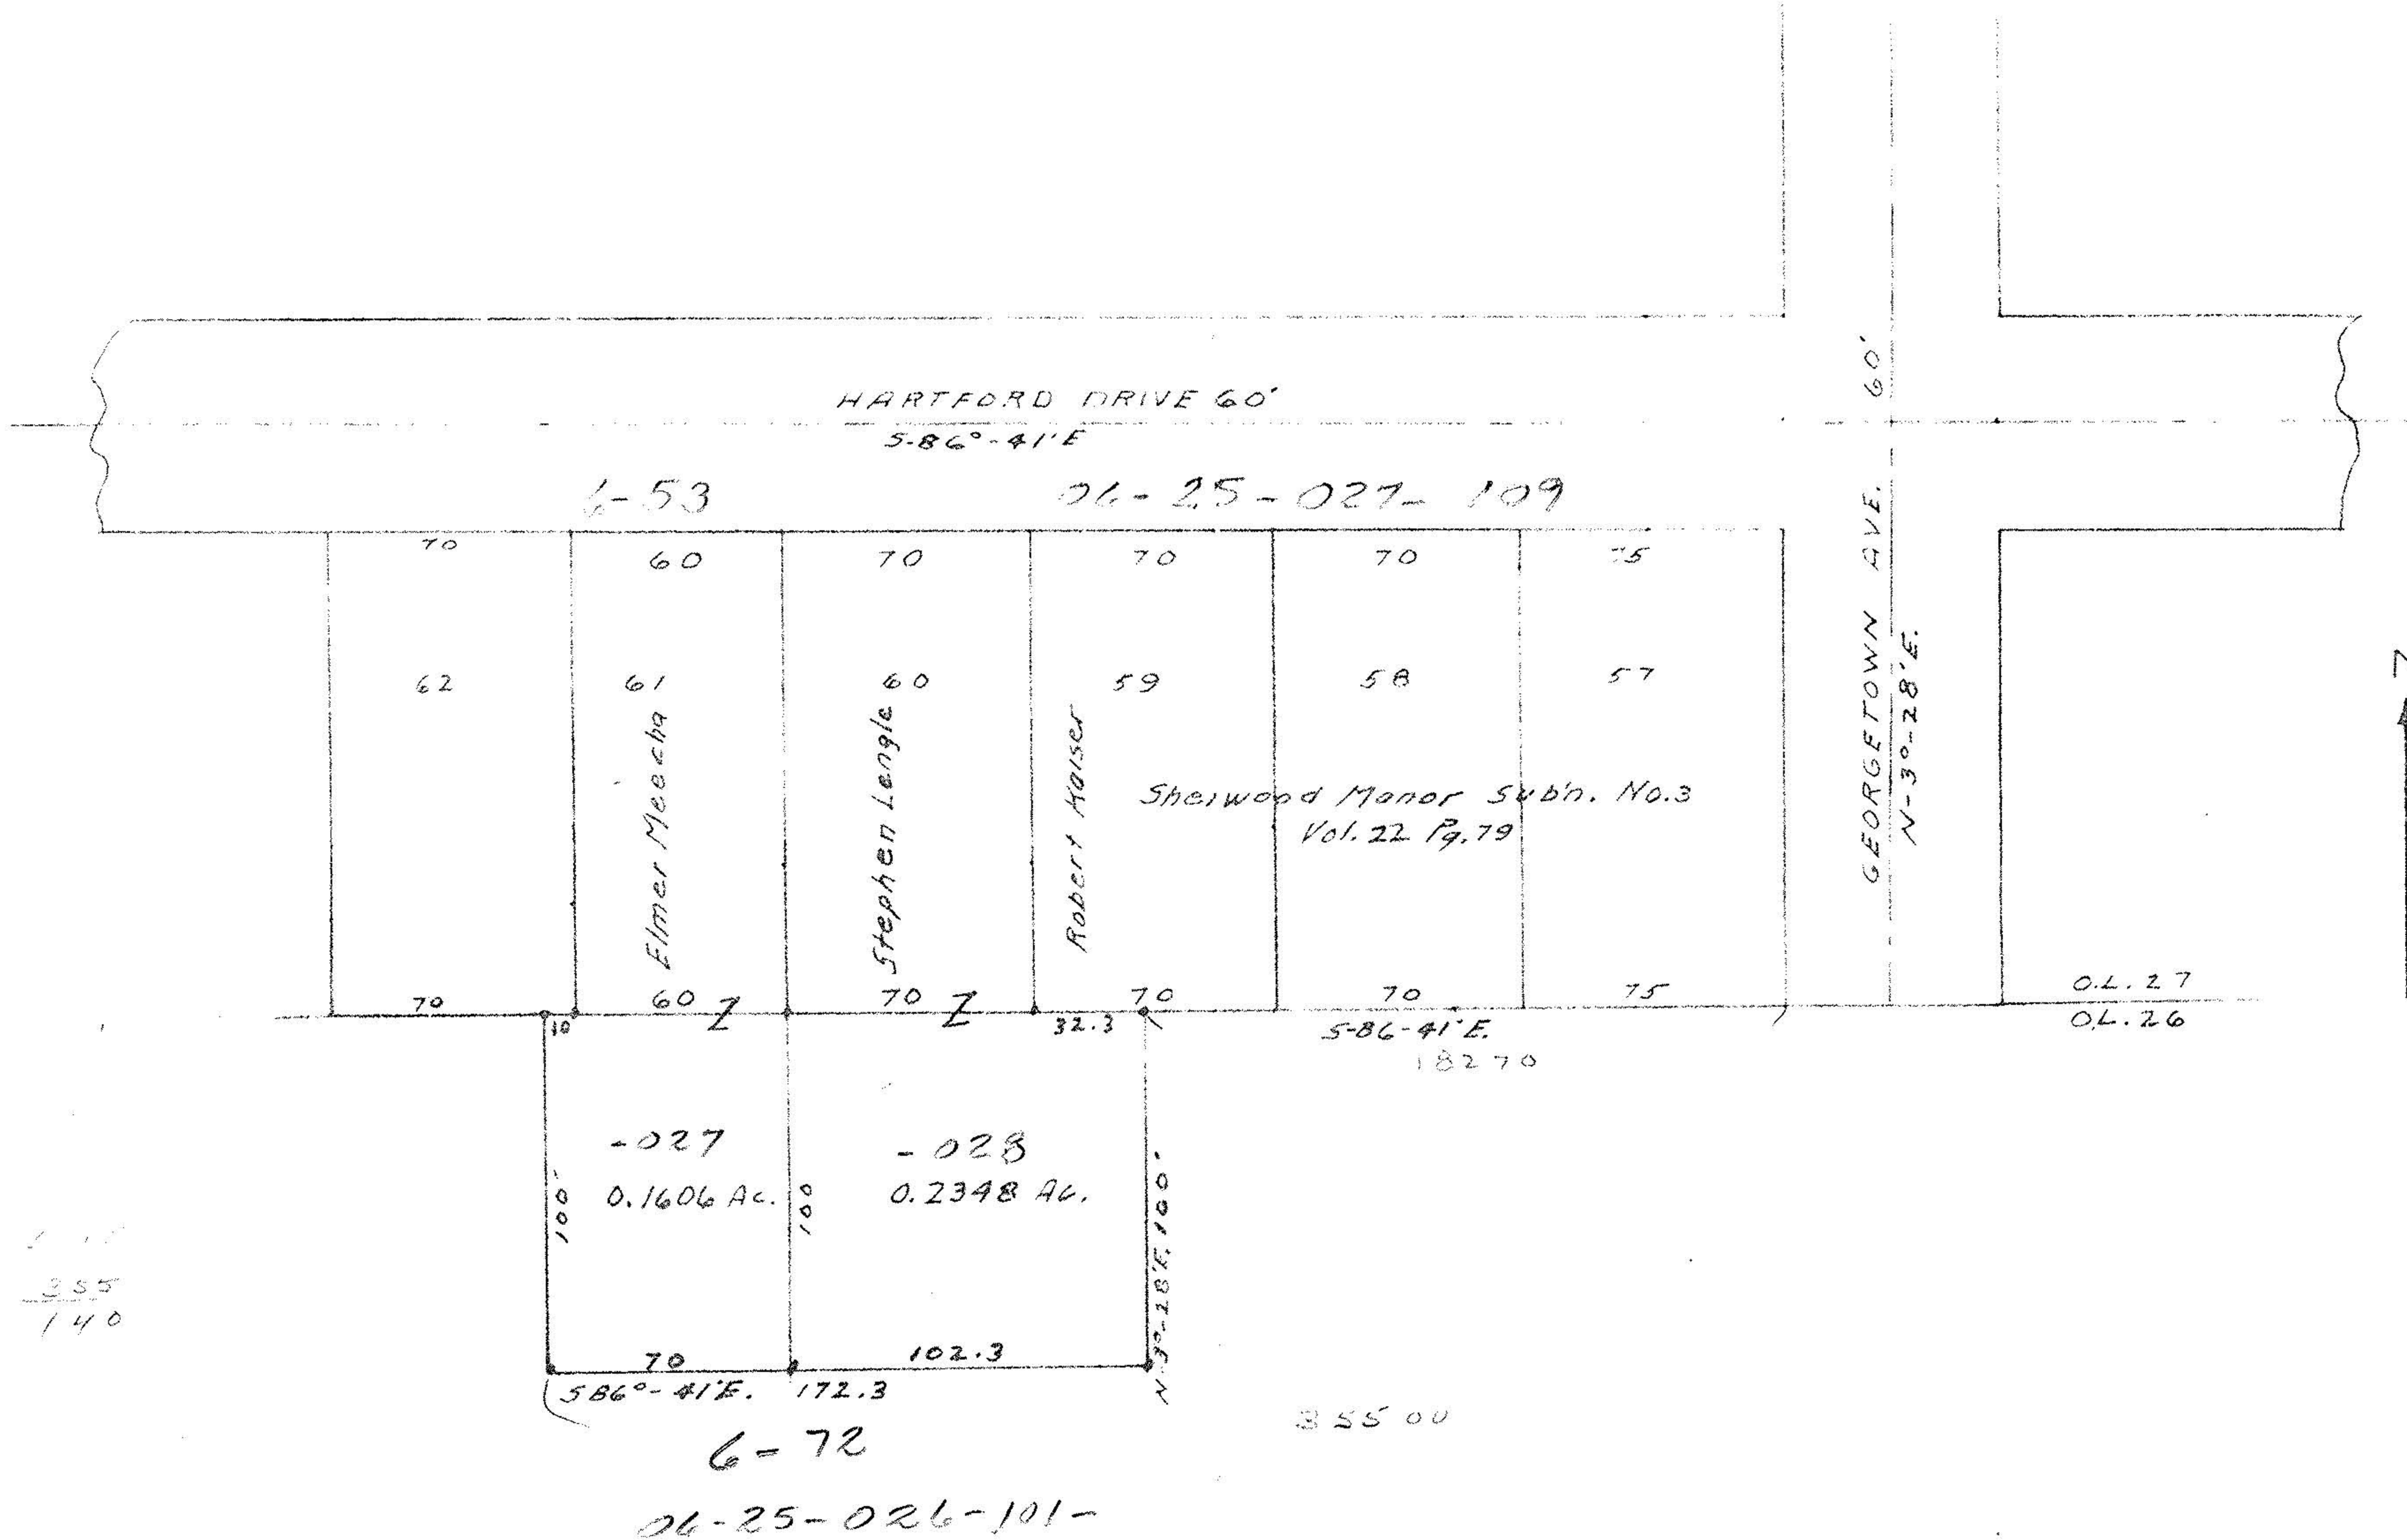 HARTFORD DRIVE 60'
S-86°-41'E
6-53
06-25-027-109
70
60
70
70
70
75
62
61
60
59
58
57
Elmer Meecha
Stephen Lengle
Robert Kaiser
Sherwood Manor Sub'n. No.3
Vol. 22 Pg. 79
GEORGETOWN AVE. 60'
N-3°-28'E.
70
60 Z
70 Z
70
70
75
O.L. 27
O.L. 26
10
32.3
S-86-41'E.
18270
-027
0.1606 Ac.
-028
0.2348 Ac.
100'
100
N-3°-28'E. 100'
355
140
70
102.3
S86°-41'E. 172.3
6-72
355 00
06-25-026-101-